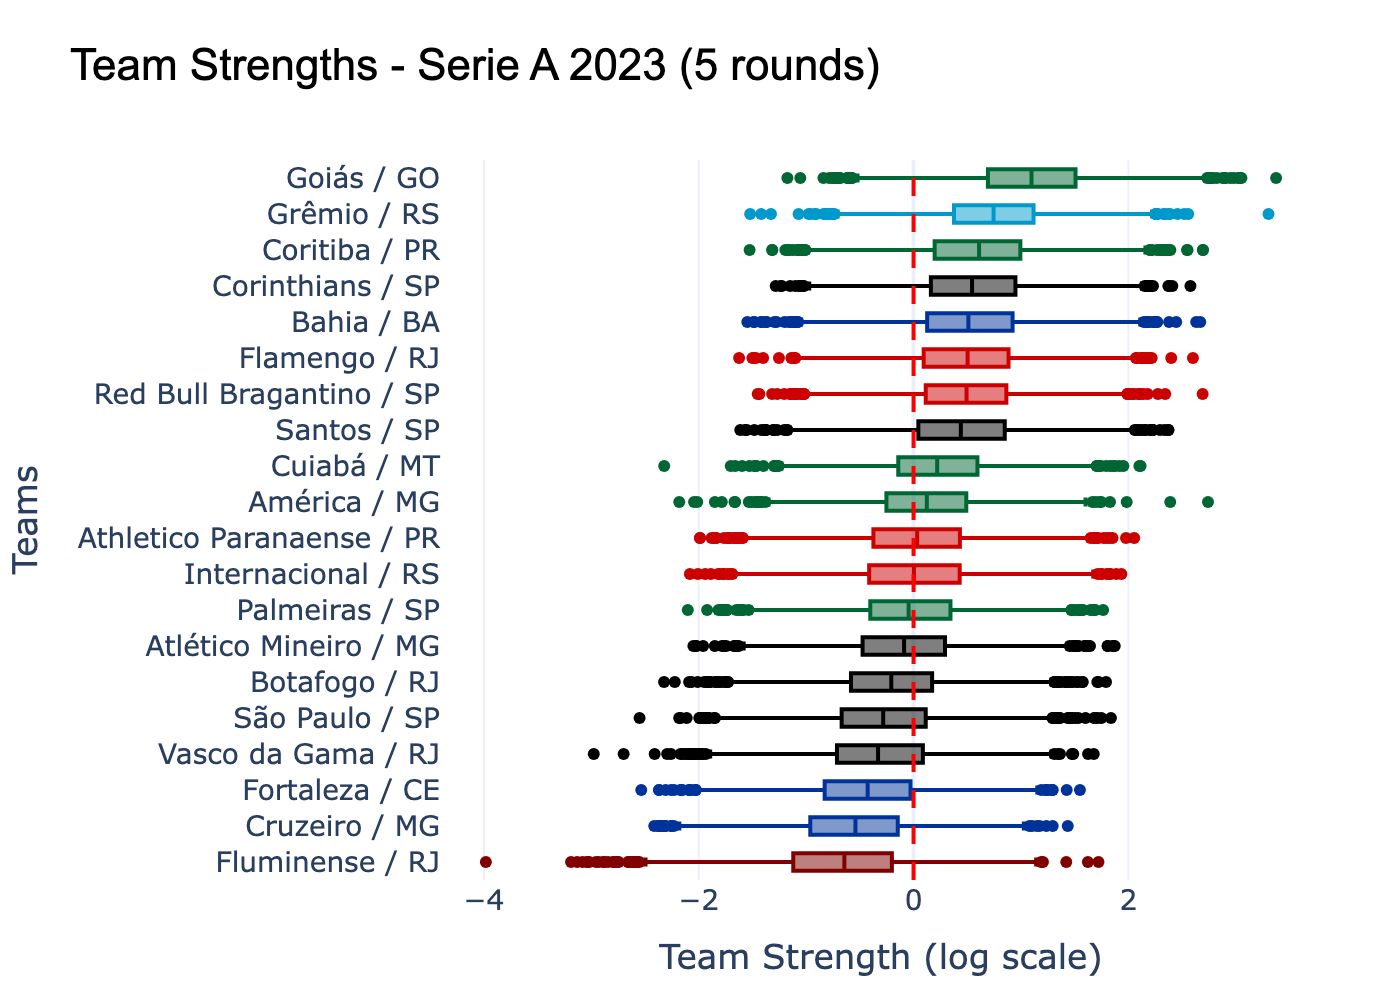 Team Strengths - Serie A 2023 (5 rounds)
Teams
Goiás / GO
Grêmio / RS
Coritiba / PR
Corinthians / SP
Bahia / BA
Flamengo / RJ
Red Bull Bragantino / SP
Santos / SP
Cuiabá / MT
América / MG
Athletico Paranaense / PR
Internacional / RS
Palmeiras / SP
Atlético Mineiro / MG
Botafogo / RJ
São Paulo / SP
Vasco da Gama / RJ
Fortaleza / CE
Cruzeiro / MG
Fluminense / RJ
−4 −2 0 2
Team Strength (log scale)